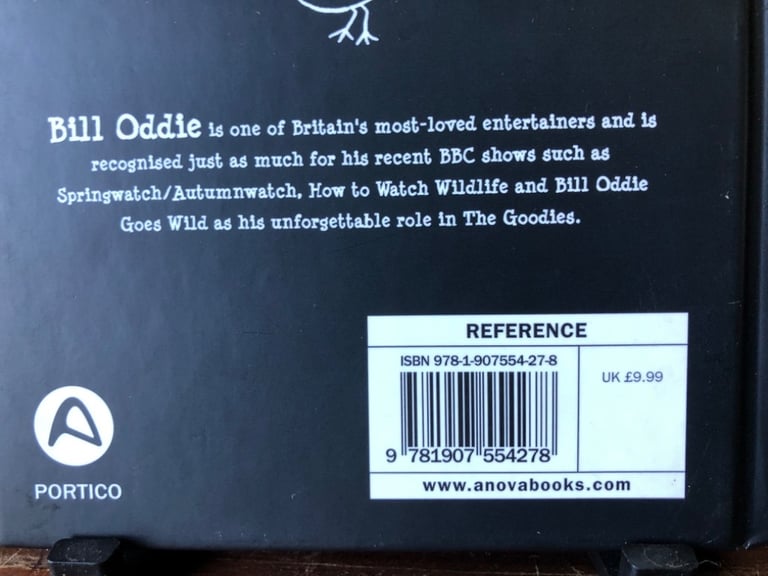 Bill Oddie is one of Britain's most-loved entertainers and is
recognised just as much for his recent BBC shows such as
Springwatch/Autumnwatch, How to Watch Wildlife and Bill Oddie
Goes Wild as his unforgettable role in The Goodies.
REFERENCE
ISBN 978-1-907554-27-8
UK £9.99
9 781907 554278
www.anovabooks.com
PORTICO